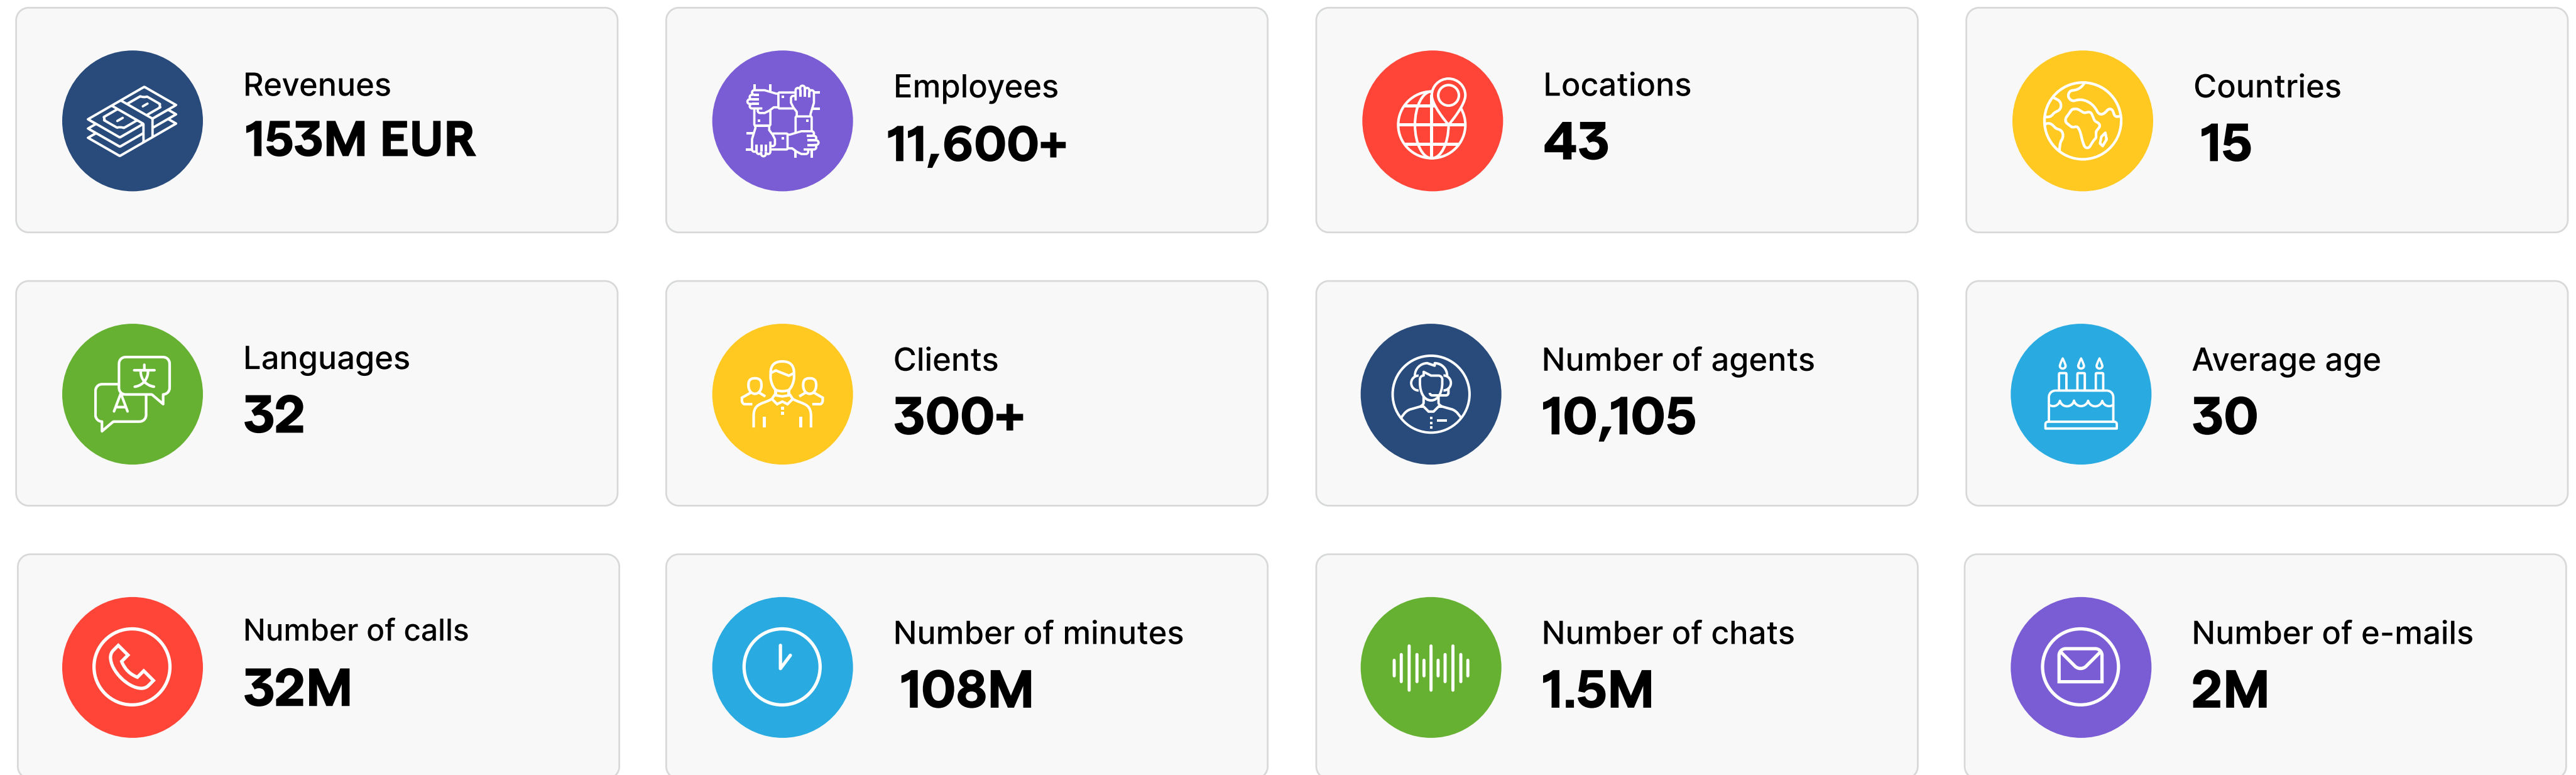 Revenues
153M EUR
Employees
11,600+
Locations
43
Countries
15
文
A
Languages
32
Clients
300+
Number of agents
10,105
Average age
30
Number of calls
32M
Number of minutes
108M
Number of chats
1.5M
Number of e-mails
2M